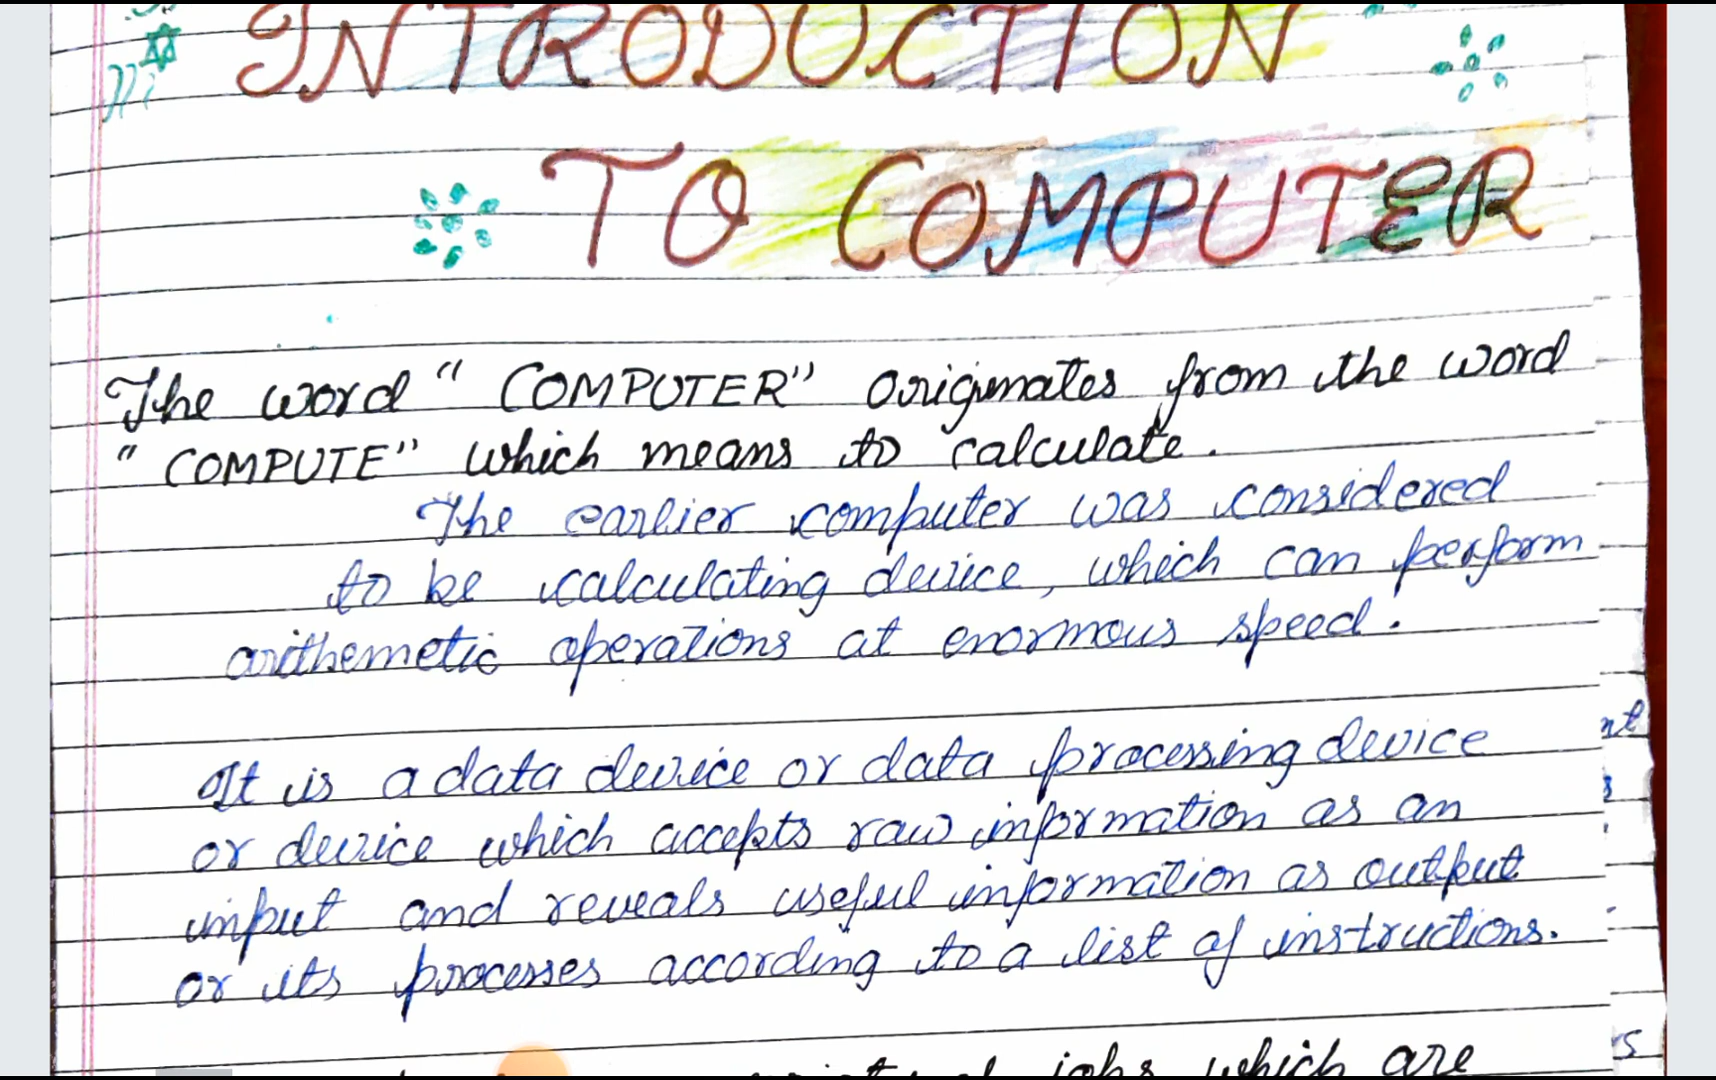 INTRODUCTION
TO COMPUTER
The word "COMPUTER" originates from the word
"COMPUTE" which means to calculate.
The earlier computer was considered
to be calculating device, which can perform
arithemetic operations at enormous speed.
It is a data device or data processing device
or device which accepts raw information as an
input and reveals useful information as output
or its processes according to a list of instructions.
jobs which are